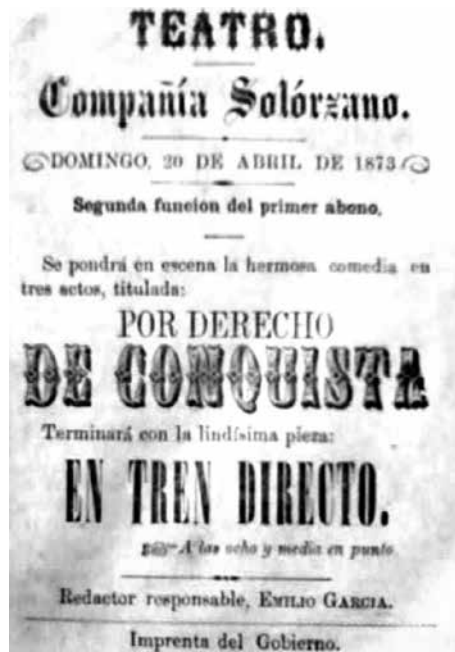 TEATRO.
Compañía Solórzano.
DOMINGO, 20 DE ABRIL DE 1873
Segunda funcion del primer abono,
Se pondrá en escena la hermosa comedia en
tres actos, titulada:
POR DERECHO
DE CONQUISTA
Terminará con la lindísima pieza:
EN TREN DIRECTO.
A las ocho y media en punto
Redactor responsable, EMILIO GARCIA.
Imprenta del Gobierno.